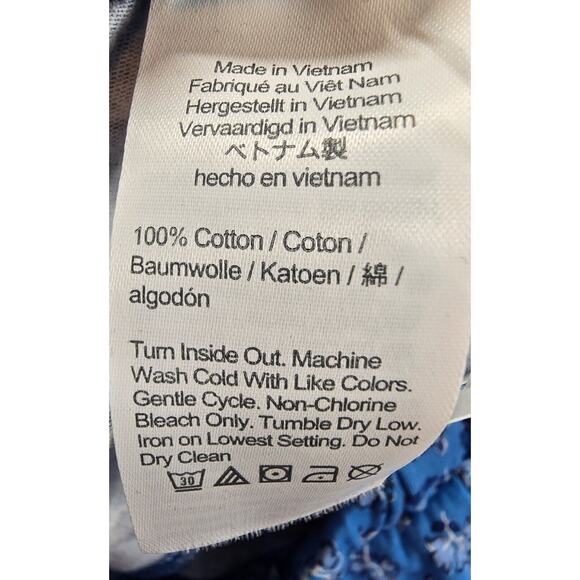 Made in Vietnam
Fabriqué au Viêt Nam
Hergestellt in Vietnam
Vervaardigd in Vietnam
ベトナム製
hecho en vietnam
100% Cotton / Coton /
Baumwolle / Katoen / 綿 /
algodón
Turn Inside Out. Machine
Wash Cold With Like Colors.
Gentle Cycle. Non-Chlorine
Bleach Only. Tumble Dry Low.
Iron on Lowest Setting. Do Not
Dry Clean
30